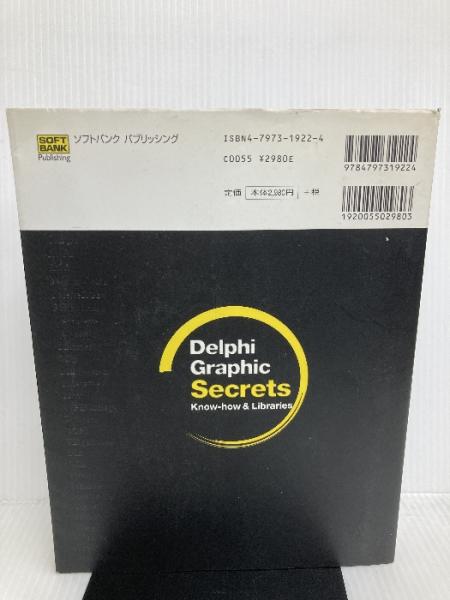 SOFT
BANK
Publishing
ソフトバンク パブリッシング
ISBN4-7973-1922-4
C0055 ¥2980E
定価 本体2,980円 +税
9784797319224
1920055029803
Delphi
Graphic
Secrets
Know-how & Libraries